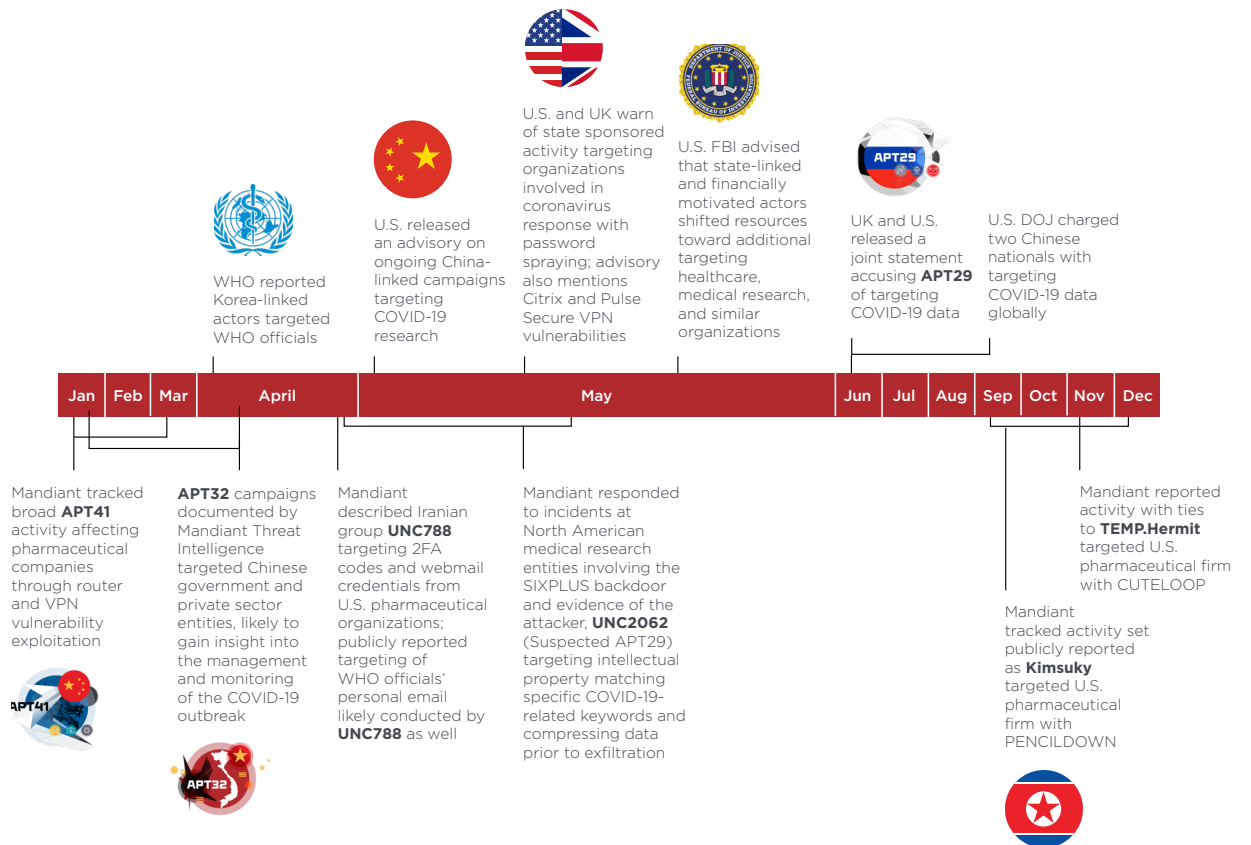 U.S. and UK warn
of state sponsored
activity targeting
organizations
involved in
coronavirus
response with
password
spraying; advisory
also mentions
Citrix and Pulse
Secure VPN
vulnerabilities
DEPARTMENT OF JUSTICE
FEDERAL BUREAU OF INVESTIGATION
U.S. FBI advised
that state-linked
and financially
motivated actors
shifted resources
toward additional
targeting
healthcare,
medical research,
and similar
organizations
APT29
UK and U.S.
released a
joint statement
accusing APT29
of targeting
COVID-19 data
U.S. DOJ charged
two Chinese
nationals with
targeting
COVID-19 data
globally
U.S. released
an advisory on
ongoing China-
linked campaigns
targeting
COVID-19
research
WHO reported
Korea-linked
actors targeted
WHO officials
Jan
Feb
Mar
April
May
Jun
Jul
Aug
Sep
Oct
Nov
Dec
Mandiant tracked
broad APT41
activity affecting
pharmaceutical
companies
through router
and VPN
vulnerability
exploitation
APT41
APT32 campaigns
documented by
Mandiant Threat
Intelligence
targeted Chinese
government and
private sector
entities, likely to
gain insight into
the management
and monitoring
of the COVID-19
outbreak
APT32
Mandiant
described Iranian
group UNC788
targeting 2FA
codes and webmail
credentials from
U.S. pharmaceutical
organizations;
publicly reported
targeting of
WHO officials'
personal email
likely conducted by
UNC788 as well
Mandiant responded
to incidents at
North American
medical research
entities involving the
SIXPLUS backdoor
and evidence of the
attacker, UNC2062
(Suspected APT29)
targeting intellectual
property matching
specific COVID-19-
related keywords and
compressing data
prior to exfiltration
Mandiant
tracked activity set
publicly reported
as Kimsuky
targeted U.S.
pharmaceutical
firm with
PENCILDOWN
Mandiant reported
activity with ties
to TEMP.Hermit
targeted U.S.
pharmaceutical firm
with CUTELOOP